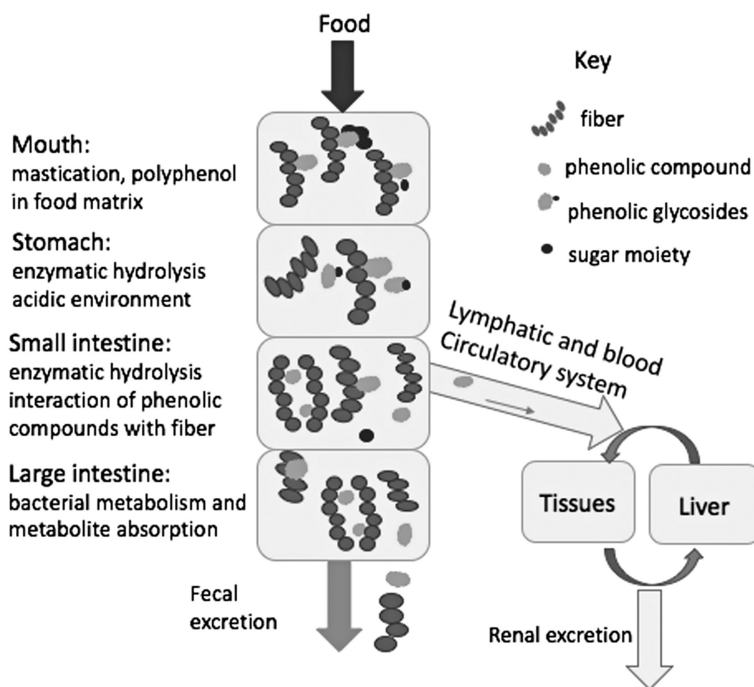 Food
Key
fiber
phenolic compound
phenolic glycosides
sugar moiety
Mouth:
mastication, polyphenol
in food matrix
Stomach:
enzymatic hydrolysis
acidic environment
Small intestine:
enzymatic hydrolysis
interaction of phenolic
compounds with fiber
Large intestine:
bacterial metabolism and
metabolite absorption
Lymphatic and blood
Circulatory system
Tissues
Liver
Fecal
excretion
Renal excretion